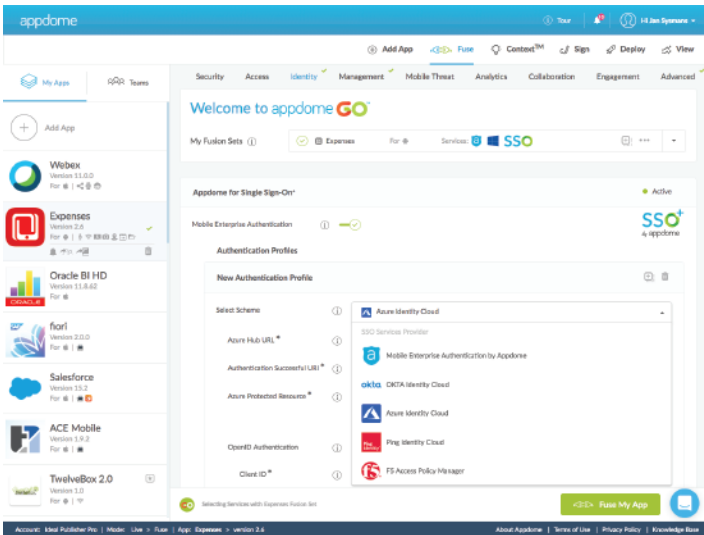 appdome
Tour
Hi Jan Sysmans
Add App
Fuse
Context™
Sign
Deploy
View
My Apps
Teams
Security
Access
Identity
Management
Mobile Threat
Analytics
Collaboration
Engagement
Advanced
Add App
Welcome to appdome GO
My Fusion Sets
Expenses
For
Services:
SSO
Webex
Version 11.0.0
For
Expenses
Version 2.6
For
Oracle BI HD
Version 11.8.62
For
ORACLE
fiori
Version 2.0.0
For
SAP
Salesforce
Version 15.2
For
ACE Mobile
Version 1.9.2
For
TwelveBox 2.0
Version 1.0
For
Appdome for Single Sign-On+
Active
Mobile Enterprise Authentication
SSO+
by appdome
Authentication Profiles
New Authentication Profile
Select Scheme
Azure Identity Cloud
SSO Services Provider
Azure Hub URL *
Mobile Enterprise Authentication by Appdome
Authentication Successful URI *
okta OKTA Identity Cloud
Azure Protected Resource *
Azure Identity Cloud
OpenID Authentication
Ping Identity Cloud
Client ID *
F5 Access Policy Manager
GO
Selecting Services with Expenses Fusion Set
Fuse My App
Account: Ideal Publisher Pro | Mode: Live > Fuse | App: Expenses > version 2.6
About Appdome | Terms of Use | Privacy Policy | Knowledge Base